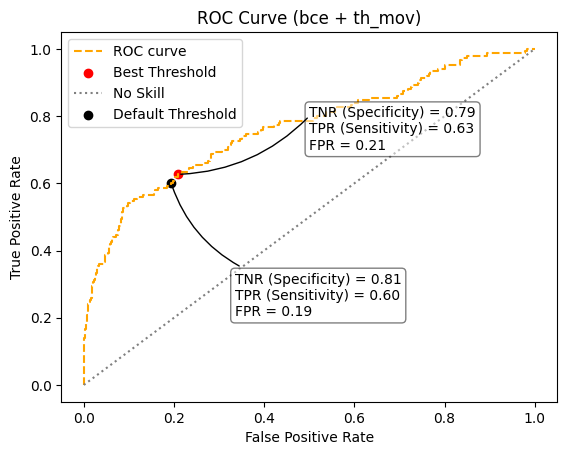 ROC Curve (bce + th_mov)
ROC curve
Best Threshold
No Skill
Default Threshold
TNR (Specificity) = 0.79
TPR (Sensitivity) = 0.63
FPR = 0.21
TNR (Specificity) = 0.81
TPR (Sensitivity) = 0.60
FPR = 0.19
True Positive Rate
1.0
0.8
0.6
0.4
0.2
0.0
0.0 0.2 0.4 0.6 0.8 1.0
False Positive Rate